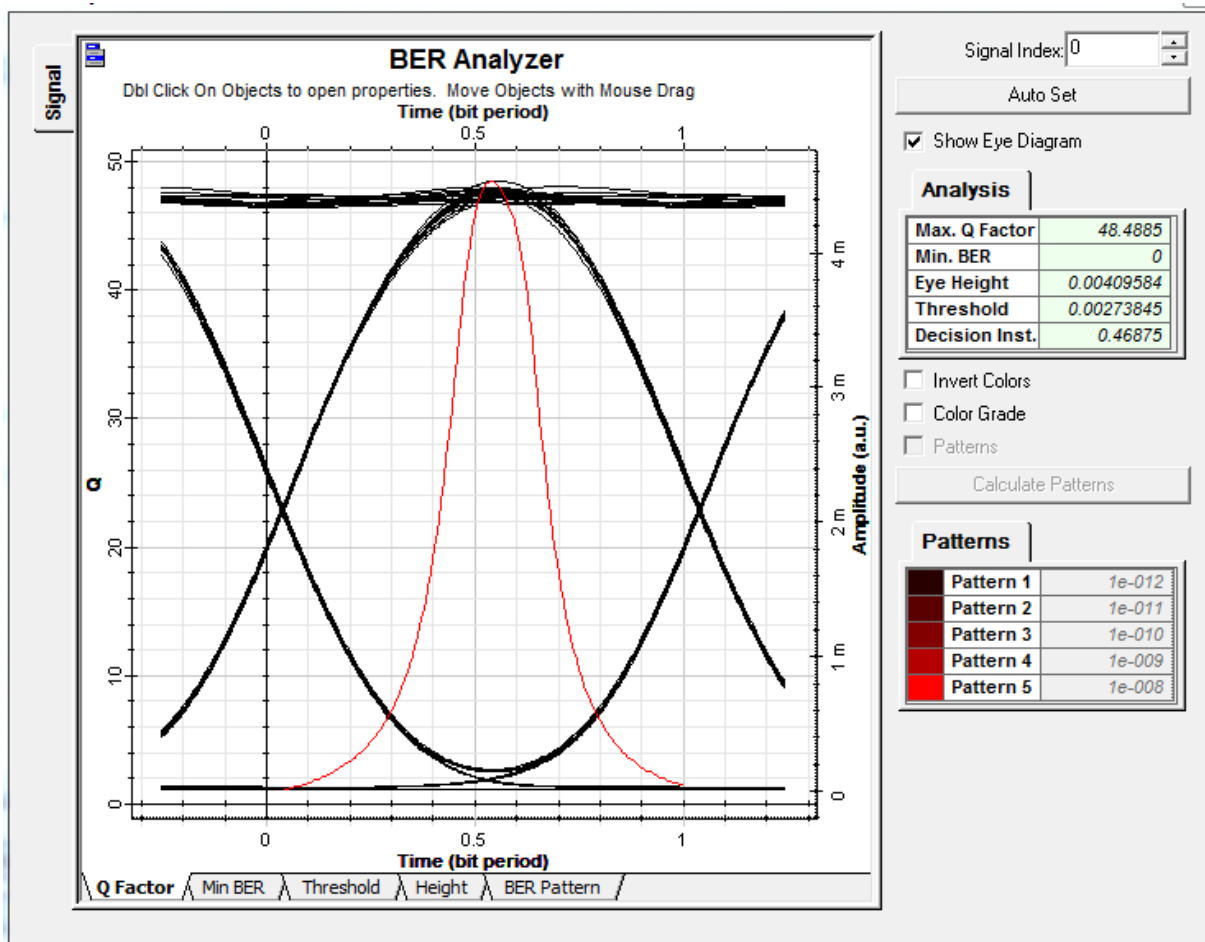 Signal
BER Analyzer
Dbl Click On Objects to open properties. Move Objects with Mouse Drag
Time (bit period)
0 0.5 1
50
40
30
20
10
0
Q
4 m
3 m
2 m
1 m
0
Amplitude (a.u.)
0 0.5 1
Time (bit period)
Q Factor Min BER Threshold Height BER Pattern
Signal Index: 0
Auto Set
Show Eye Diagram
Analysis
Max. Q Factor 48.4885
Min. BER 0
Eye Height 0.00409584
Threshold 0.00273845
Decision Inst. 0.46875
Invert Colors
Color Grade
Patterns
Calculate Patterns
Patterns
Pattern 1 1e-012
Pattern 2 1e-011
Pattern 3 1e-010
Pattern 4 1e-009
Pattern 5 1e-008